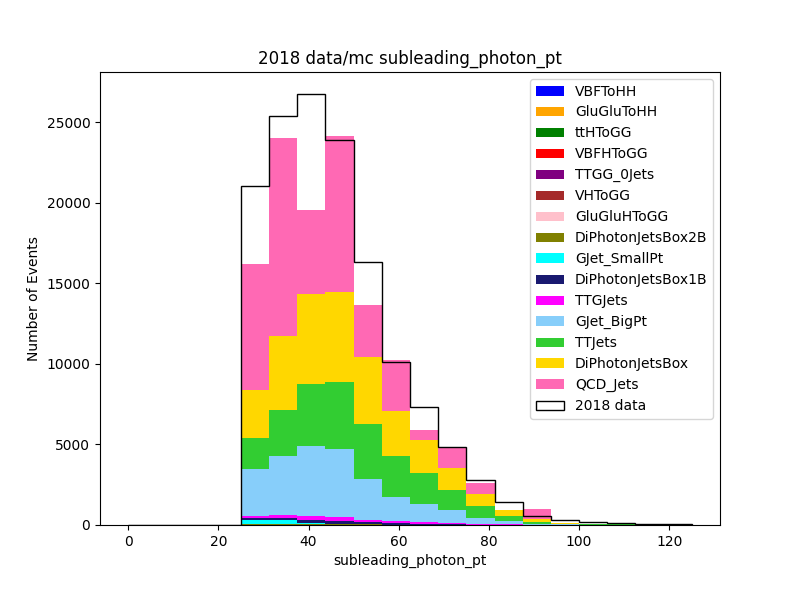 2018 data/mc subleading_photon_pt
Number of Events
25000
20000
15000
10000
5000
0
0
20
40
60
80
100
120
subleading_photon_pt
VBFToHH
GluGluToHH
ttHToGG
VBFHToGG
TTGG_0Jets
VHToGG
GluGluHToGG
DiPhotonJetsBox2B
GJet_SmallPt
DiPhotonJetsBox1B
TTGJets
GJet_BigPt
TTJets
DiPhotonJetsBox
QCD_Jets
2018 data